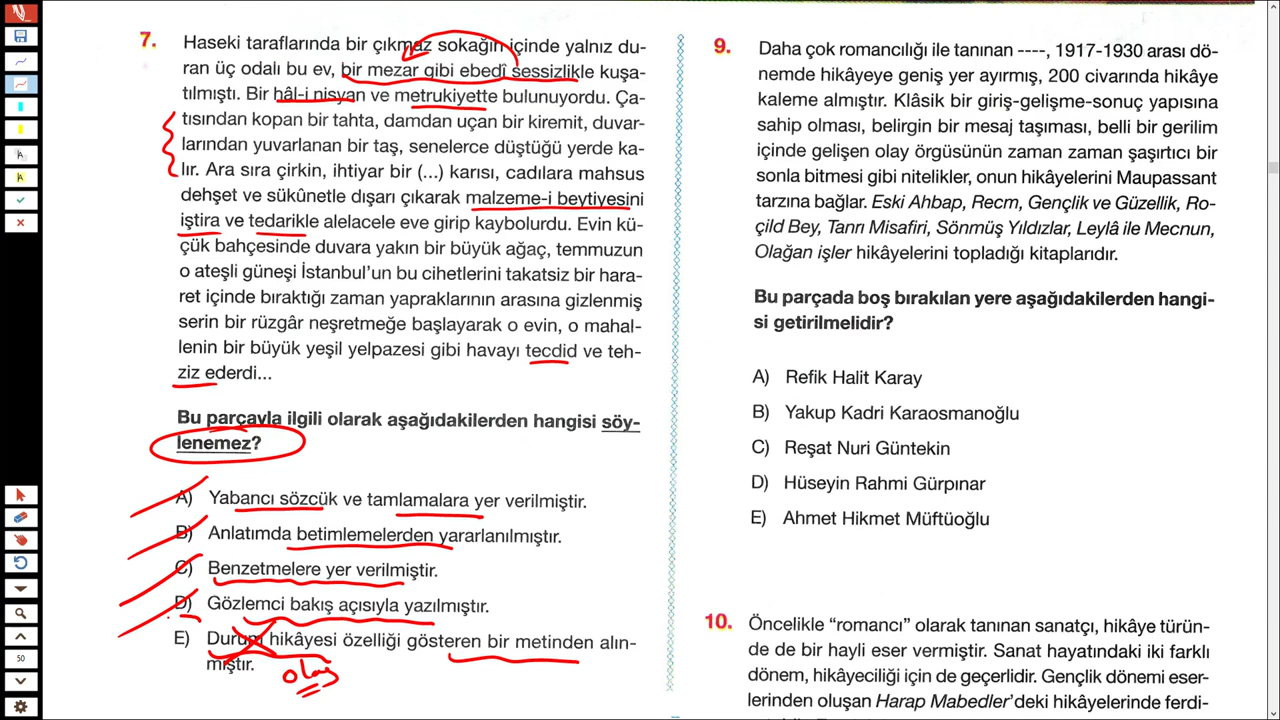 7.
Haseki taraflarında bir çıkmaz sokağın içinde yalnız du-
ran üç odalı bu ev, bir mezar gibi ebedî sessizlikle kuşa-
tılmıştı. Bir hâl-i nisyan ve metrukiyette bulunuyordu. Ça-
tısından kopan bir tahta, damdan uçan bir kiremit, duvar-
larından yuvarlanan bir taş, senelerce düştüğü yerde ka-
lır. Ara sıra çirkin, ihtiyar bir (...) karısı, cadılara mahsus
dehşet ve sükûnetle dışarı çıkarak malzeme-i beytiyesini
iştira ve tedarikle alelacele eve girip kaybolurdu. Evin kü-
çük bahçesinde duvara yakın bir büyük ağaç, temmuzun
o ateşli güneşi İstanbul'un bu cihetlerini takatsiz bir hara-
ret içinde bıraktığı zaman yapraklarının arasına gizlenmiş
serin bir rüzgâr neşretmeğe başlayarak o evin, o mahal-
lenin bir büyük yeşil yelpazesi gibi havayı tecdid ve teh-
ziz ederdi...
Bu parçayla ilgili olarak aşağıdakilerden hangisi söy-
lenemez?
A) Yabancı sözcük ve tamlamalara yer verilmiştir.
B) Anlatımda betimlemelerden yararlanılmıştır.
C) Benzetmelere yer verilmiştir.
D) Gözlemci bakış açısıyla yazılmıştır.
E) Durum hikâyesi özelliği gösteren bir metinden alın-
mıştır.
olay
9.
Daha çok romancılığı ile tanınan ----, 1917-1930 arası dö-
nemde hikâyeye geniş yer ayırmış, 200 civarında hikâye
kaleme almıştır. Klâsik bir giriş-gelişme-sonuç yapısına
sahip olması, belirgin bir mesaj taşıması, belli bir gerilim
içinde gelişen olay örgüsünün zaman zaman şaşırtıcı bir
sonla bitmesi gibi nitelikler, onun hikâyelerini Maupassant
tarzına bağlar. Eski Ahbap, Recm, Gençlik ve Güzellik, Ro-
çild Bey, Tanrı Misafiri, Sönmüş Yıldızlar, Leylâ ile Mecnun,
Olağan işler hikâyelerini topladığı kitaplarıdır.
Bu parçada boş bırakılan yere aşağıdakilerden hangi-
si getirilmelidir?
A) Refik Halit Karay
B) Yakup Kadri Karaosmanoğlu
C) Reşat Nuri Güntekin
D) Hüseyin Rahmi Gürpınar
E) Ahmet Hikmet Müftüoğlu
10.
Öncelikle "romancı" olarak tanınan sanatçı, hikâye türün-
de de bir hayli eser vermiştir. Sanat hayatındaki iki farklı
dönem, hikâyeciliği için de geçerlidir. Gençlik dönemi eser-
lerinden oluşan Harap Mabedler'deki hikâyelerinde ferdi-
50